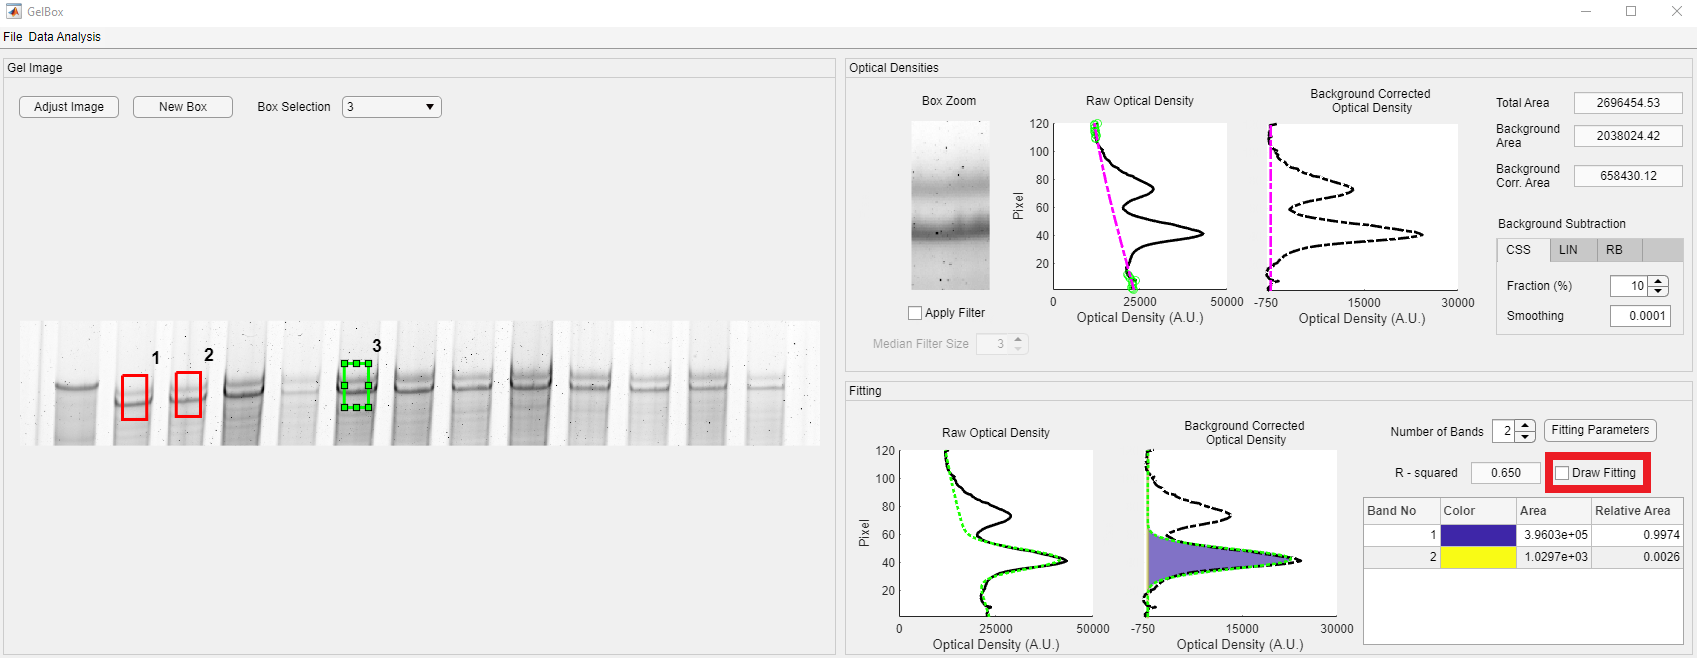 GelBox
File Data Analysis
Gel Image
Adjust Image
New Box
Box Selection
3
1
2
3
Optical Densities
Box Zoom
Apply Filter
Median Filter Size
3
Raw Optical Density
120
100
80
60
40
20
Pixel
0 25000 50000
Optical Density (A.U.)
Background Corrected
Optical Density
-750 15000 30000
Optical Density (A.U.)
Total Area 2696454.53
Background
Area
2038024.42
Background
Corr. Area
658430.12
Background Subtraction
CSS LIN RB
Fraction (%) 10
Smoothing 0.0001
Fitting
Raw Optical Density
120
100
80
60
40
20
Pixel
0 25000 50000
Optical Density (A.U.)
Background Corrected
Optical Density
-750 15000 30000
Optical Density (A.U.)
Number of Bands 2
Fitting Parameters
R - squared 0.650
Draw Fitting
Band No Color Area Relative Area
1 3.9603e+05 0.9974
2 1.0297e+03 0.0026